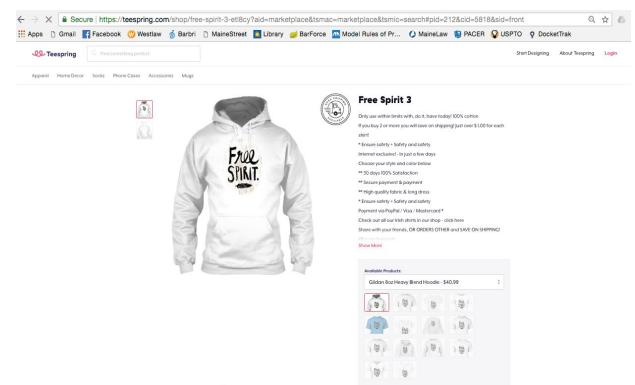 Secure | https://teespring.com/shop/free-spirit-3-etl8cy?aid=marketplace&tsmac=marketplace&tsmic=search#pid=212&cid=5818&sid=front
Apps Gmail Facebook Westlaw Barbri MaineStreet Library BarForce Model Rules of Pr... MaineLaw PACER USPTO DocketTrak
Teespring Find something product Start Designing About Teespring Login
Apparel Home Decor Socks Phone Cases Accessories Mugs
FREE
SPIRIT.
Free Spirit 3
Only use within limits with, do it, have today! 100% cotton
If you buy 2 or more you will save on shipping! Just over $1.00 for each
shirt!
* Ensure safety + Safety and safety
Internet exclusive! - In just a few days
Choose your style and color below
** 30 days 100% Satisfaction
** Secure payment & payment
** High quality fabric & long dress
* Ensure safety + Safety and safety
Payment via PayPal / Visa / Mastercard *
Check out all our Irish shirts in our shop - click here
Share with your friends, OR ORDERS OTHER and SAVE ON SHIPPING!
Show More
Available Products:
Gildan 8oz Heavy Blend Hoodie - $40.99